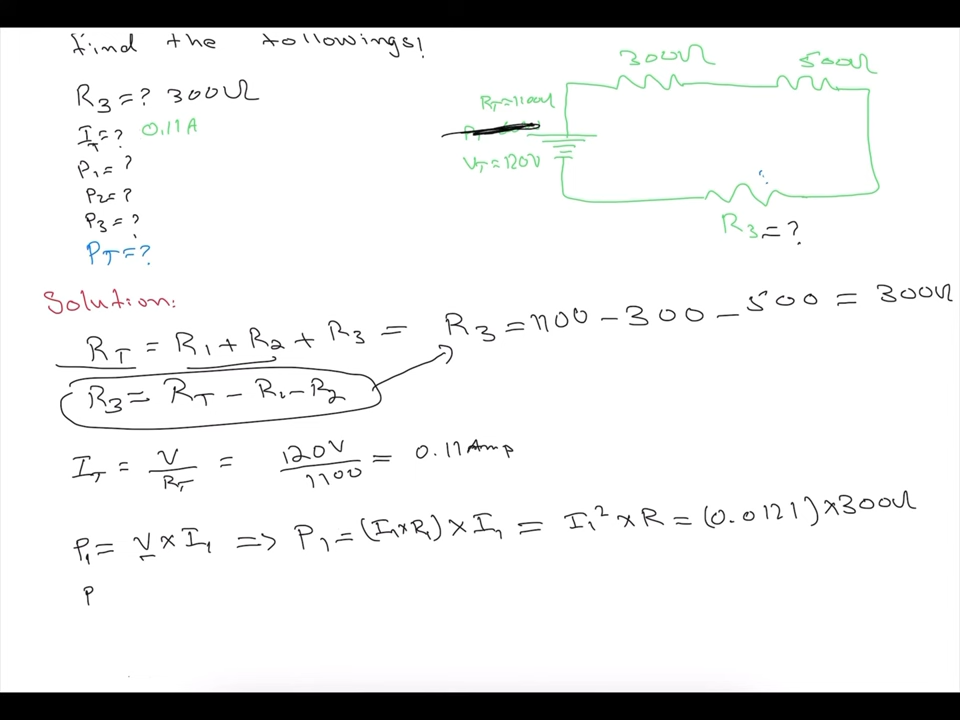 Find the followings!
R3=? 300Ω
IT=? 0.11A
P1=?
P2=?
P3=?
PT=?
300Ω
500Ω
RT=1100Ω
VT=120V
R3=?
Solution:
RT = R1 + R2 + R3 = R3 = 1100 - 300 - 500 = 300Ω
R3 = RT - R1 - R2
IT = V/RT = 120V/1100 = 0.11 Amp
P1 = V × I1 => P1 = (I1×R1) × I1 = I1² × R = (0.0121) × 300Ω
P